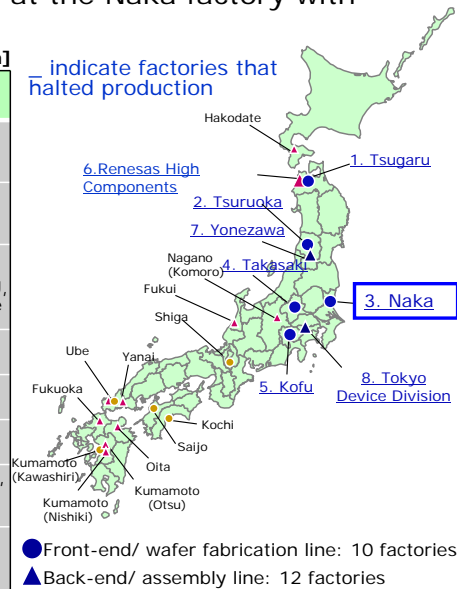 at the Naka factory with
]
_ indicate factories that
halted production
Hakodate
6.Renesas High
Components
1. Tsugaru
2. Tsuruoka
7. Yonezawa
Nagano
(Komoro)
4. Takasaki
Fukui
3. Naka
Shiga
Ube
Yanai
5. Kofu
8. Tokyo
Device Division
Fukuoka
Kochi
Saijo
Oita
Kumamoto
(Kawashiri)
Kumamoto
(Otsu)
Kumamoto
(Nishiki)
Front-end/ wafer fabrication line: 10 factories
Back-end/ assembly line: 12 factories